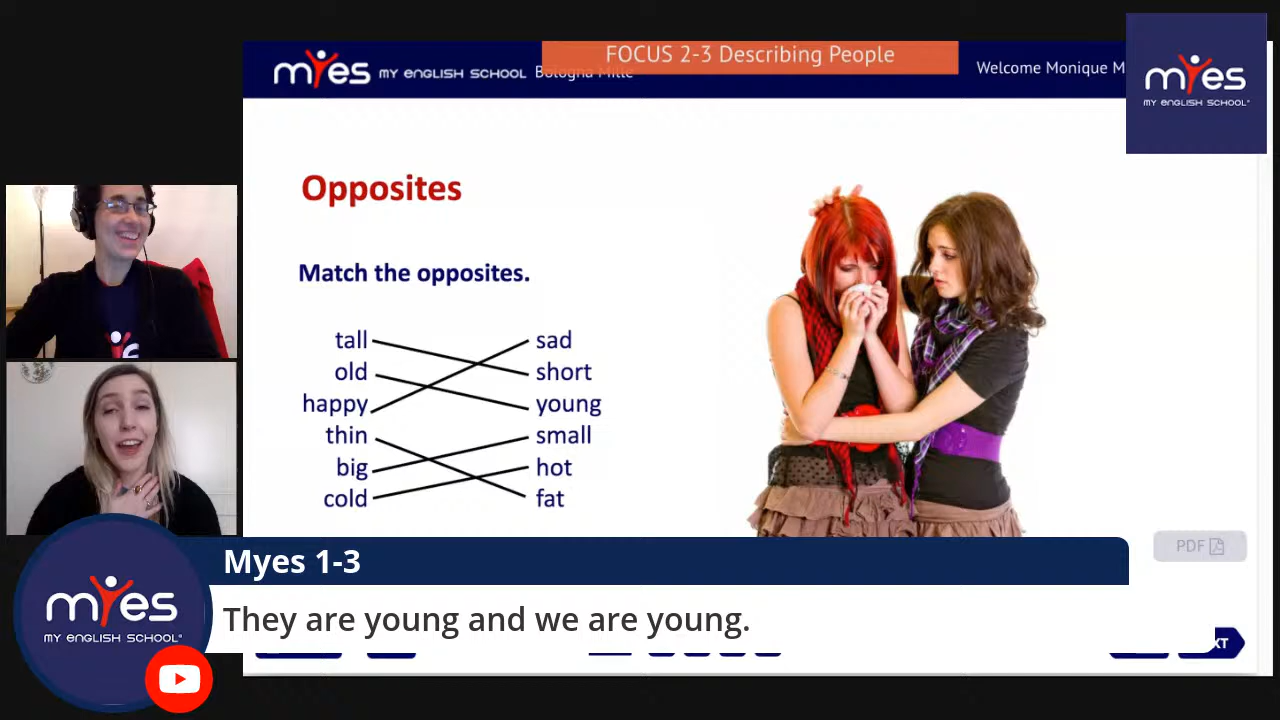 FOCUS 2-3 Describing People
myes MY ENGLISH SCHOOL Bologna Mille
Welcome Monique M
myes
MY ENGLISH SCHOOL
Opposites
Match the opposites.
tall sad
old short
happy young
thin small
big hot
cold fat
PDF
Myes 1-3
They are young and we are young.
myes
MY ENGLISH SCHOOL
XT